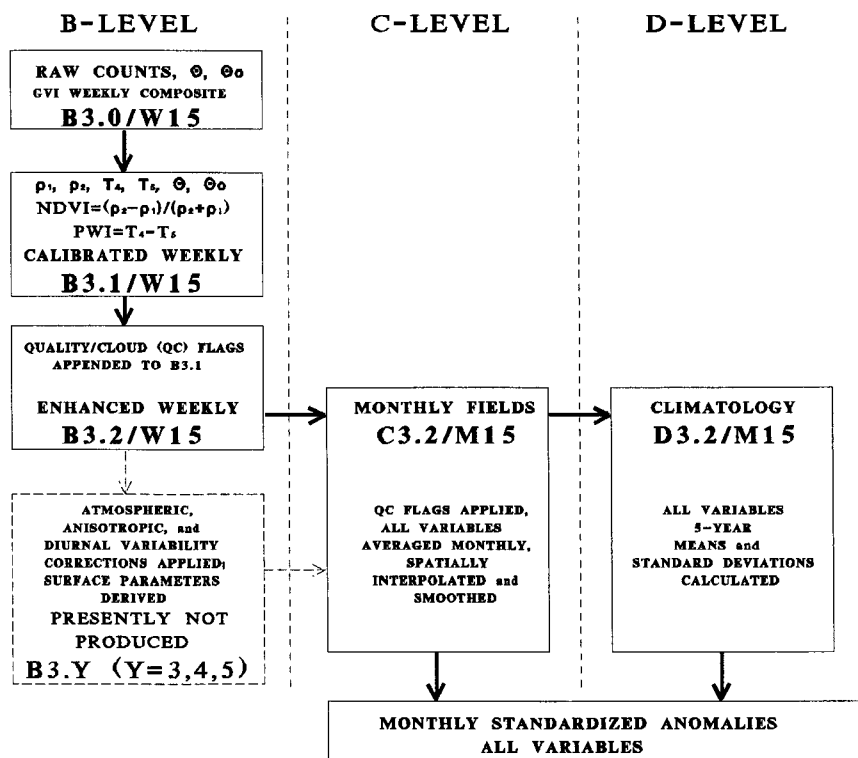 B-LEVEL
C-LEVEL
D-LEVEL
RAW COUNTS, Θ, Θo
GVI WEEKLY COMPOSITE
B3.0/W15
ρ₁, ρ₂, T₄, T₅, Θ, Θo
NDVI=(ρ₂-ρ₁)/(ρ₂+ρ₁)
PWI=T₄-T₅
CALIBRATED WEEKLY
B3.1/W15
QUALITY/CLOUD (QC) FLAGS
APPENDED TO B3.1
ENHANCED WEEKLY
B3.2/W15
ATMOSPHERIC,
ANISOTROPIC, and
DIURNAL VARIABILITY
CORRECTIONS APPLIED;
SURFACE PARAMETERS
DERIVED
PRESENTLY NOT
PRODUCED
B3.Y (Y=3,4,5)
MONTHLY FIELDS
C3.2/M15
QC FLAGS APPLIED,
ALL VARIABLES
AVERAGED MONTHLY,
SPATIALLY
INTERPOLATED and
SMOOTHED
CLIMATOLOGY
D3.2/M15
ALL VARIABLES
5-YEAR
MEANS and
STANDARD DEVIATIONS
CALCULATED
MONTHLY STANDARDIZED ANOMALIES
ALL VARIABLES